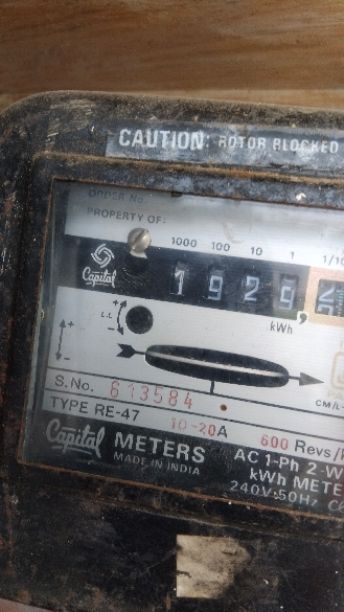 CAUTION: ROTOR BLOCKED
ORDER No.
PROPERTY OF:
1000 100 10 1 1/10
Capital
1 9 2
kWh
L.L. + -
+ -
S.No. 613584
CM/L-
TYPE RE-47 10-20A 600 Revs/
Capital METERS AC 1-Ph 2-W
MADE IN INDIA kWh METE
240V 50Hz